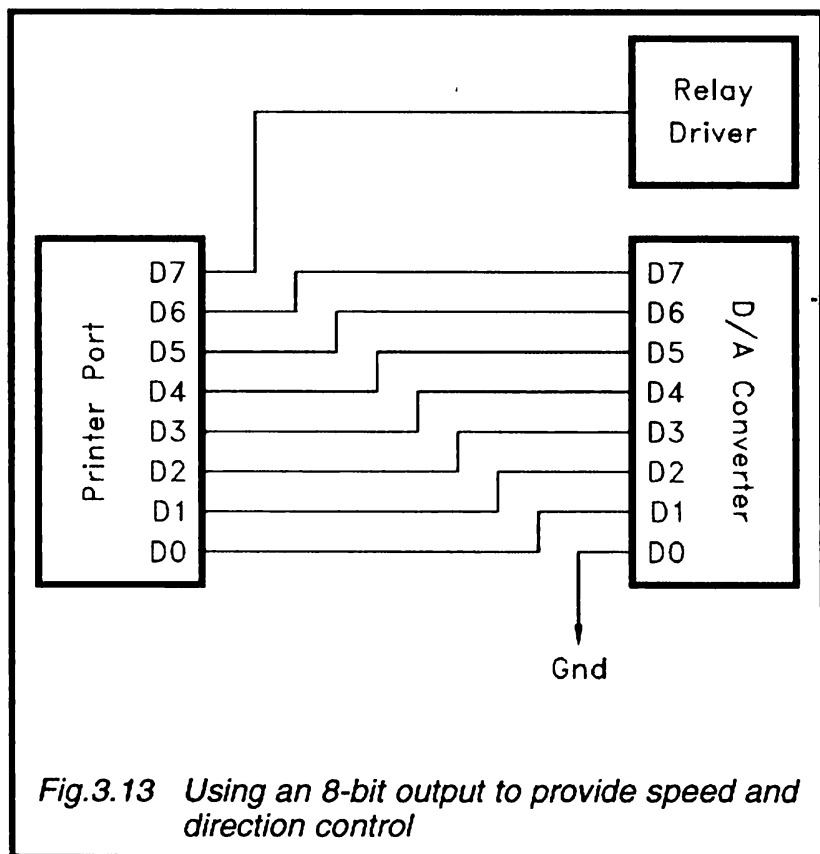 Relay
Driver
Printer Port
D7
D6
D5
D4
D3
D2
D1
D0
D7
D6
D5
D4
D3
D2
D1
D0
D/A Converter
Gnd
Fig.3.13 Using an 8-bit output to provide speed and
direction control